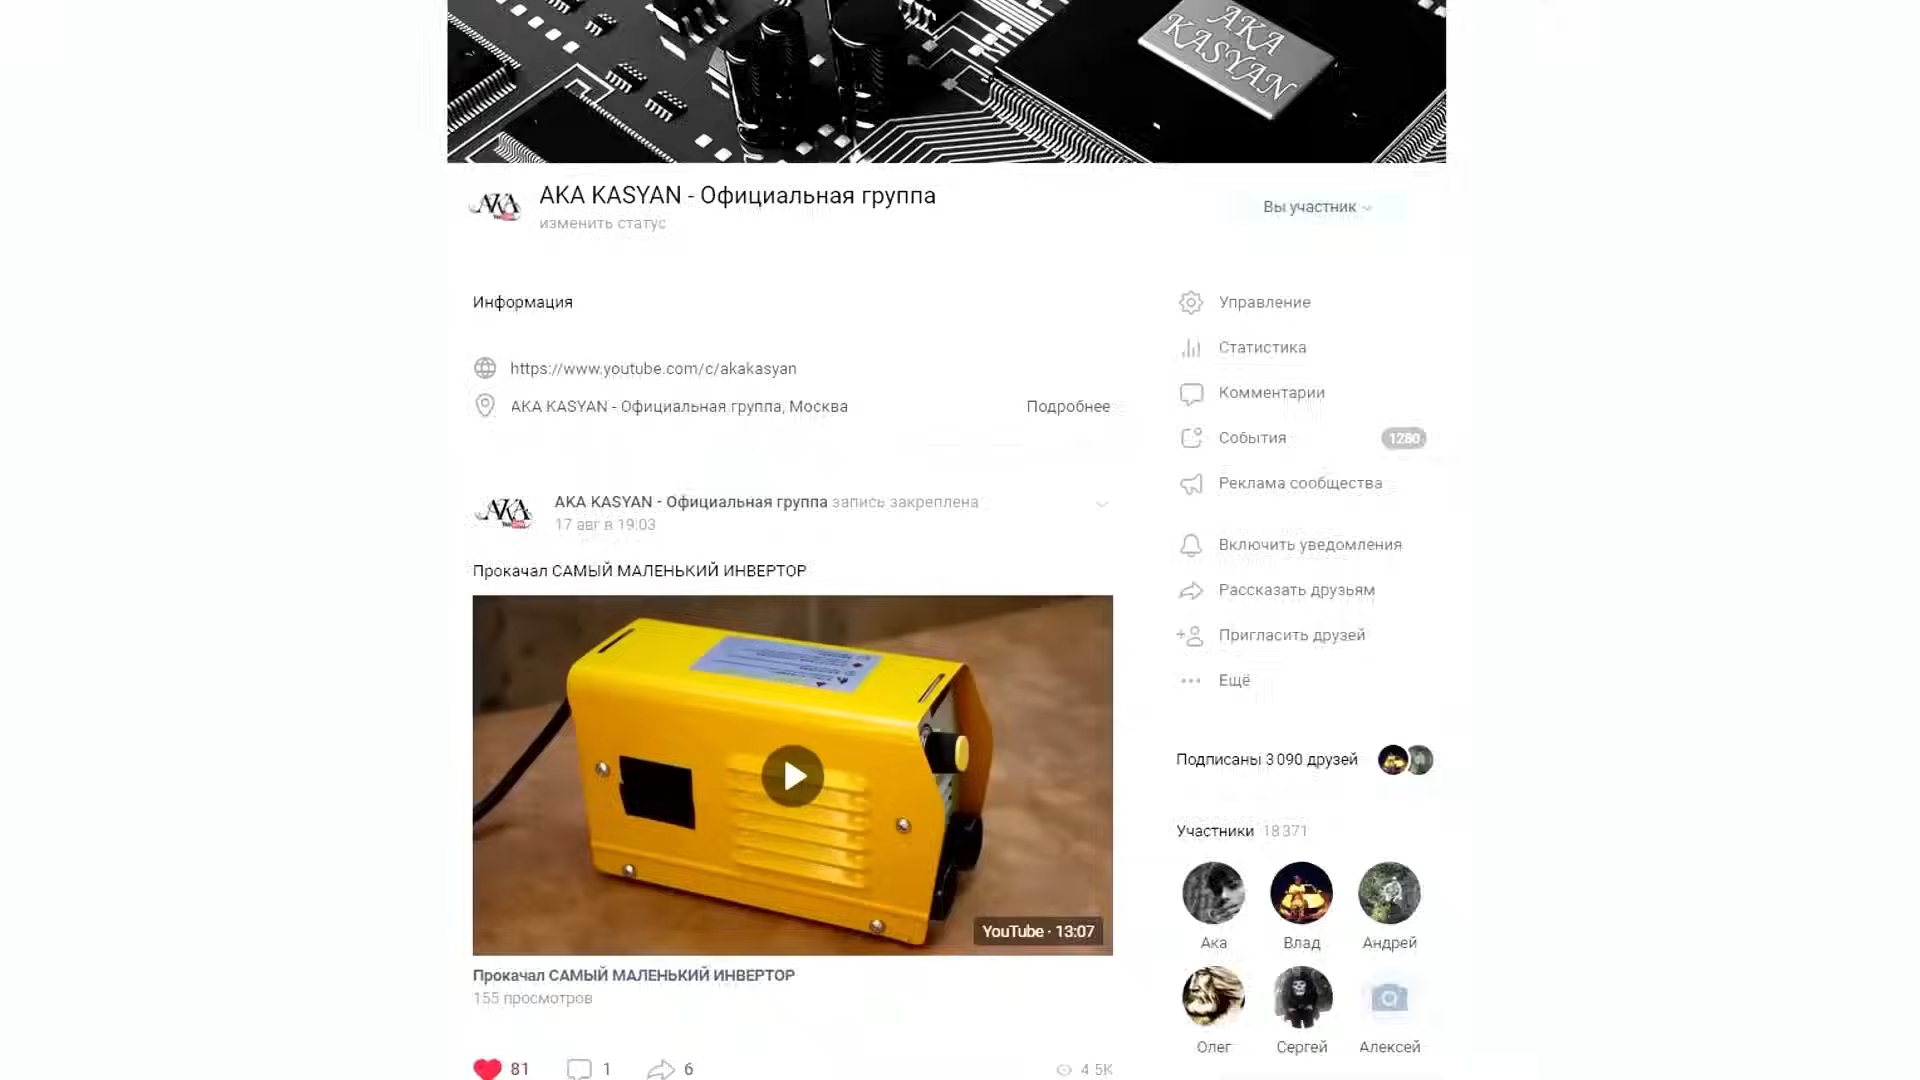 AKA
KASYAN
AKA KASYAN - Официальная группа
изменить статус
Вы участник
Информация
https://www.youtube.com/c/akakasyan
AKA KASYAN - Официальная группа, Москва
Подробнее
AKA KASYAN - Официальная группа запись закреплена
17 авг в 19:03
Прокачал САМЫЙ МАЛЕНЬКИЙ ИНВЕРТОР
YouTube · 13:07
Прокачал САМЫЙ МАЛЕНЬКИЙ ИНВЕРТОР
155 просмотров
81
1
6
4.5K
Управление
Статистика
Комментарии
События
1280
Реклама сообщества
Включить уведомления
Рассказать друзьям
Пригласить друзей
Ещё
Подписаны 3 090 друзей
Участники 18 371
Ака
Влад
Андрей
Олег
Сергей
Алексей